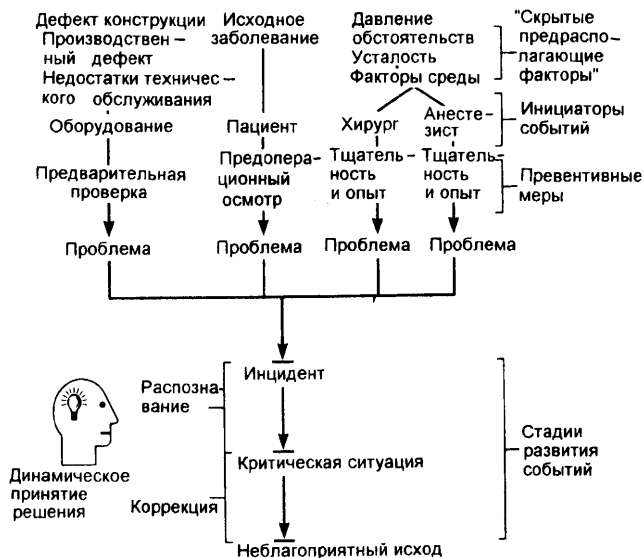 Дефект конструкции
Производствен–
ный дефект
Недостатки техничес–
кого обслуживания
Исходное
заболевание
Давление
обстоятельств
Усталость
Факторы среды
"Скрытые
предраспо–
лагающие
факторы"
Оборудование
Пациент
Хирург
Анестe–
зист
Инициаторы
событий
Предварительная
проверка
Предопера–
ционный
осмотр
Тщатель–
ность
и опыт
Тщатель–
ность
и опыт
Превентивные
меры
Проблема
Проблема
Проблема
Проблема
Инцидент
Распозна–
вание
Критическая ситуация
Коррекция
Неблагоприятный исход
Динамическое
принятие
решения
Стадии
развития
событий